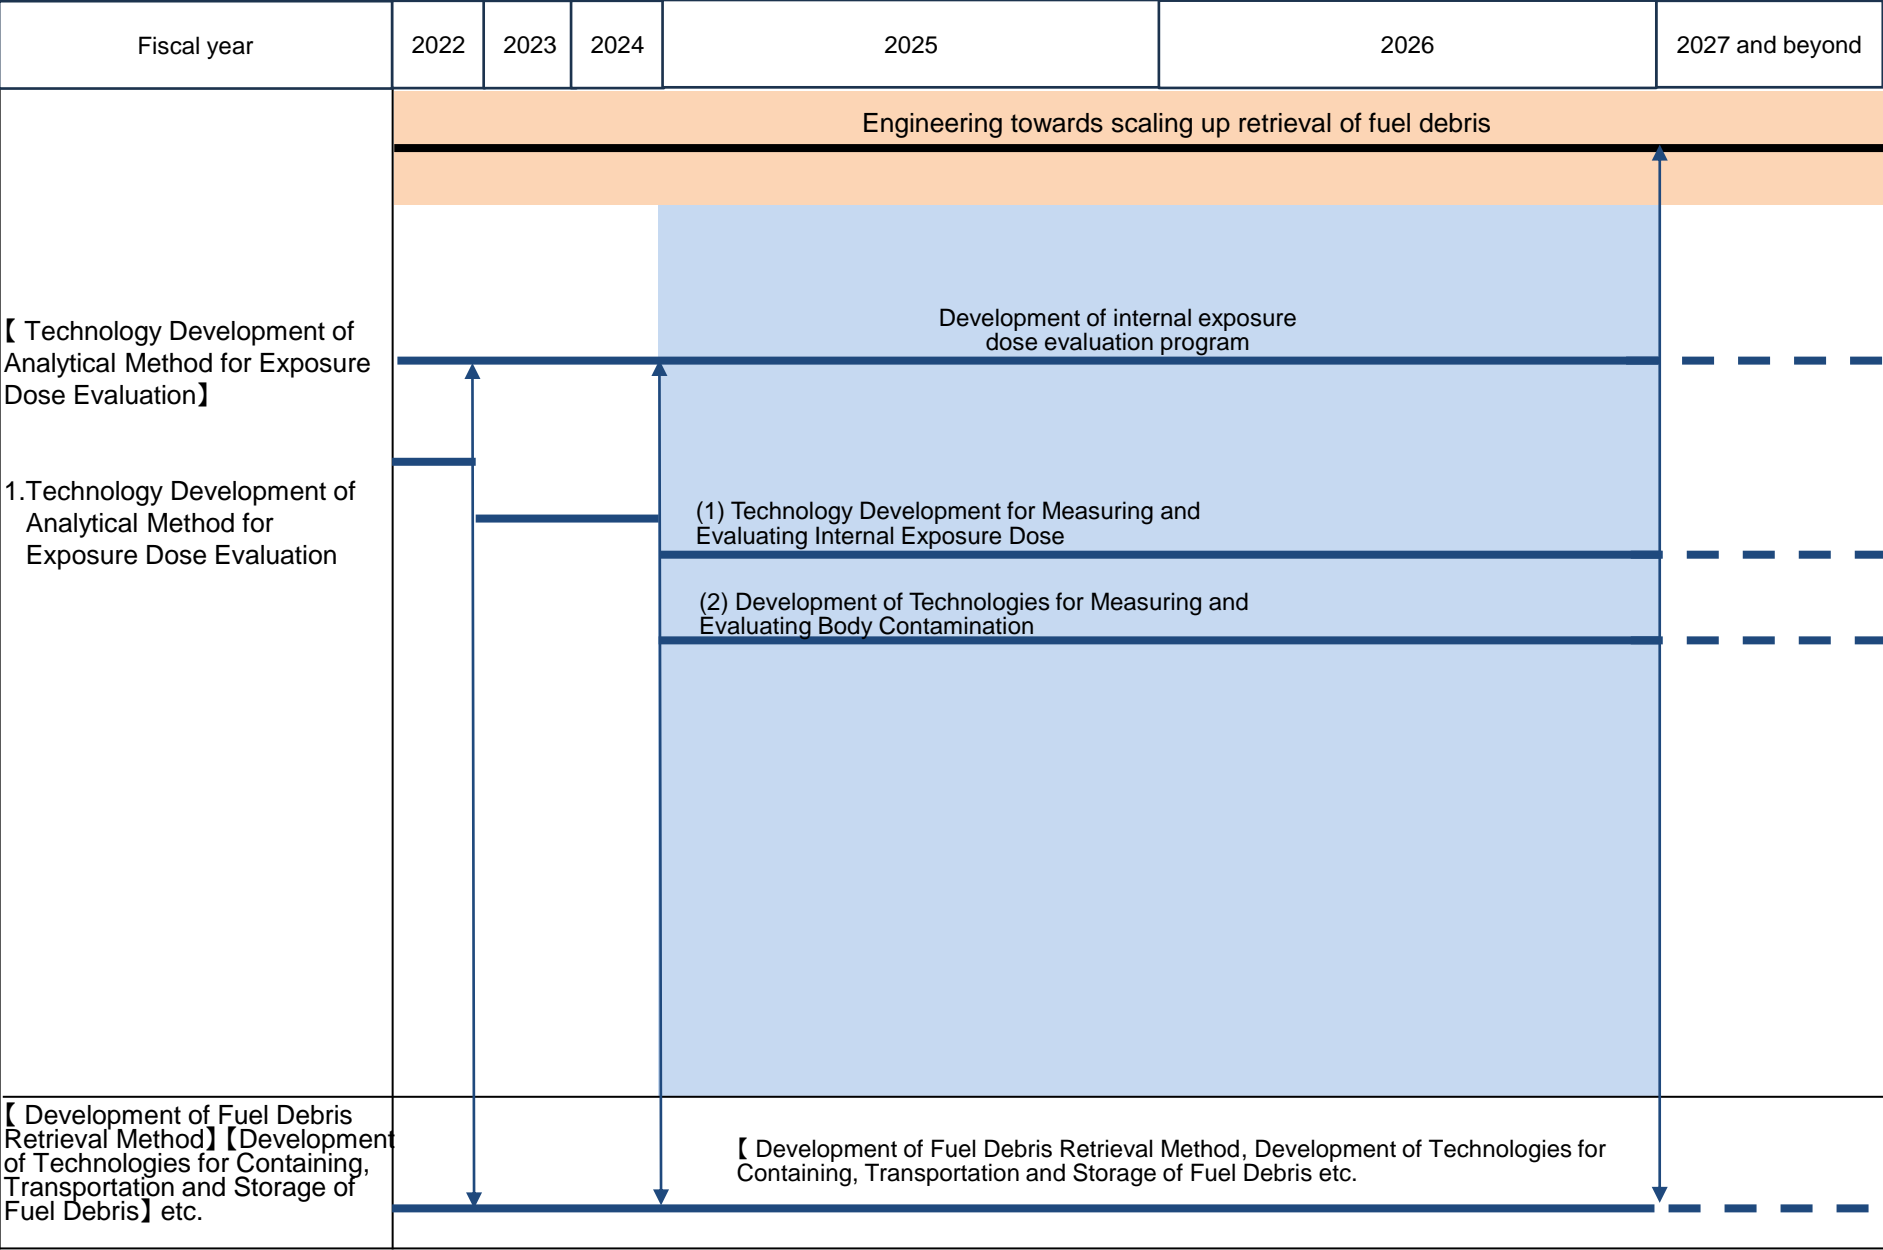 Fiscal year
2022
2023
2024
2025
2026
2027 and beyond
Engineering towards scaling up retrieval of fuel debris
【 Technology Development of
Analytical Method for Exposure
Dose Evaluation】
Development of internal exposure
dose evaluation program
1.Technology Development of
Analytical Method for
Exposure Dose Evaluation
(1) Technology Development for Measuring and
Evaluating Internal Exposure Dose
(2) Development of Technologies for Measuring and
Evaluating Body Contamination
【 Development of Fuel Debris
Retrieval Method】【Development
of Technologies for Containing,
Transportation and Storage of
Fuel Debris】 etc.
【 Development of Fuel Debris Retrieval Method, Development of Technologies for
Containing, Transportation and Storage of Fuel Debris etc.